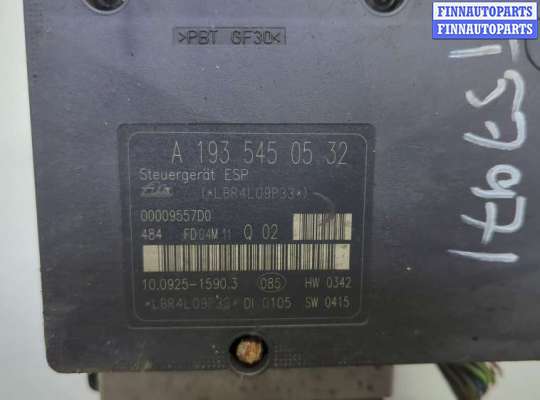 FINNAUTOPARTS
FINNAUTOPARTS
>PBT GF30<
A 193 545 05 32
Steuergerät ESP
(*LBR4L09P33*)
00009557D0
484 FD04M11 Q 02
10.0925-1590.3 085 HW 0342
*LBR4L09P33* DI 0105 SW 0415